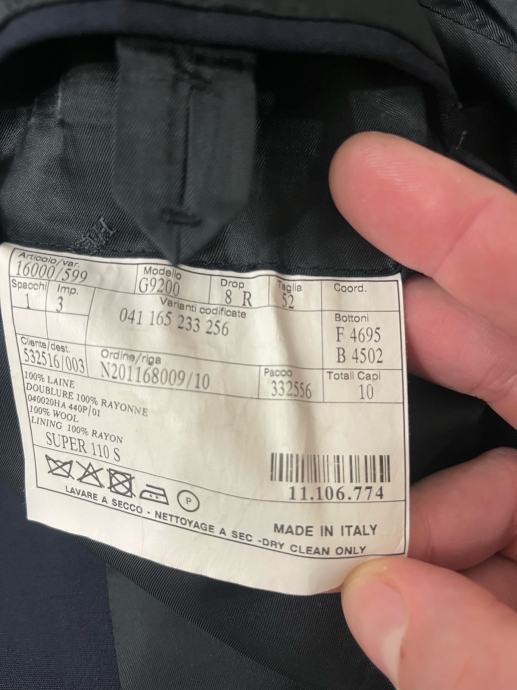 Articolo/var. Modello Drop Taglia Coord.
16000/599 G9200 8 R 52
Spacchi Imp. Varianti codificate Bottoni
1 3 041 165 233 256 F 4695
B 4502
Cliente/dest. Ordine/riga Pacco Totali Capi
532516 003 N201168009/10 332556 10
100% LAINE
DOUBLURE 100% RAYONNE
040020HA 440P/01
100% WOOL
LINING 100% RAYON
SUPER 110 S
P
11.106.774
LAVARE A SECCO - NETTOYAGE A SEC -DRY CLEAN ONLY
MADE IN ITALY